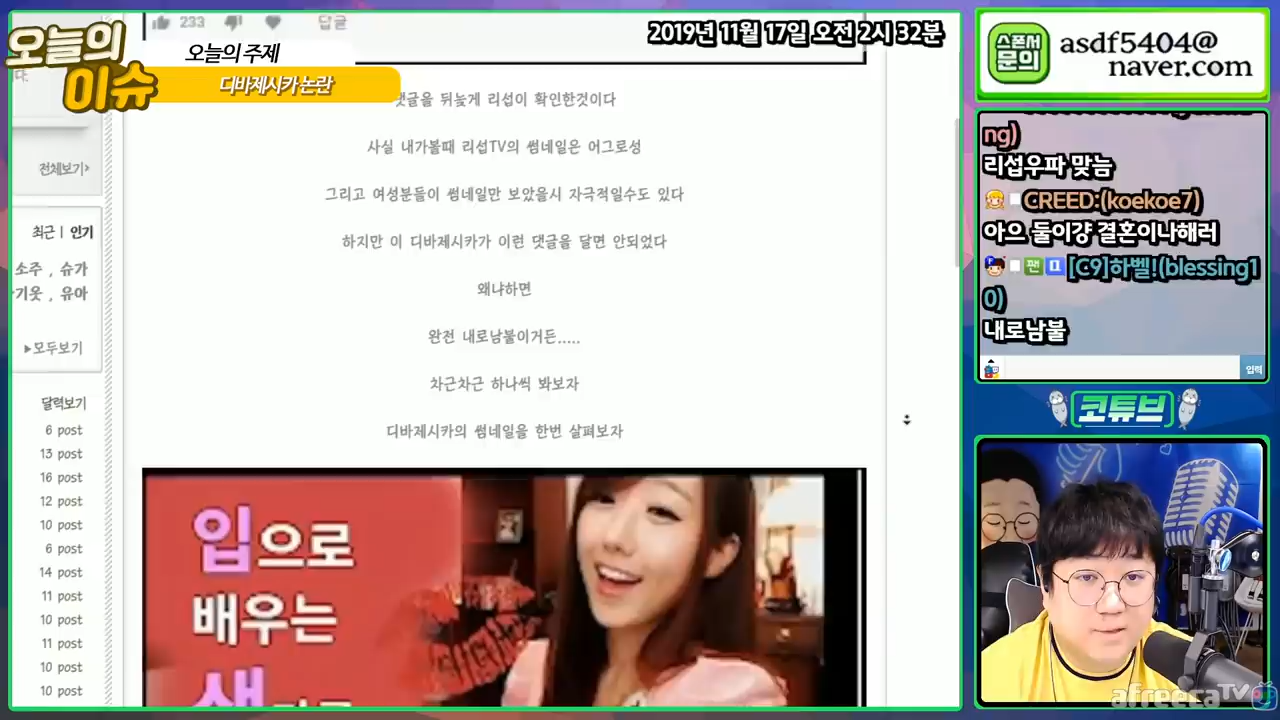 오늘의
이슈
오늘의 주제
디바제시카 논란
233
답글
2019년 11월 17일 오전 2시 32분
다.
전체보기>
최근 | 인기
소주 , 슈가
기옷 , 유아
▸모두보기
달력보기
6 post
13 post
16 post
12 post
10 post
6 post
14 post
11 post
10 post
11 post
10 post
10 post
댓글을 뒤늦게 리섭이 확인한것이다
사실 내가볼때 리섭TV의 썸네일은 어그로성
그리고 여성분들이 썸네일만 보았을시 자극적일수도 있다
하지만 이 디바제시카가 이런 댓글을 달면 안되었다
왜냐하면
완전 내로남불이거든.....
차근차근 하나씩 봐보자
디바제시카의 썸네일을 한번 살펴보자
입으로
배우는
스폰서
문의
asdf5404@
naver.com
ng)
리섭우파 맞늠
CREED:(koekoe7)
아으 둘이걍 결혼이나해러
팬 [C9]하벨!(blessing1
0)
내로남불
입력
코튜브
afreecaTV